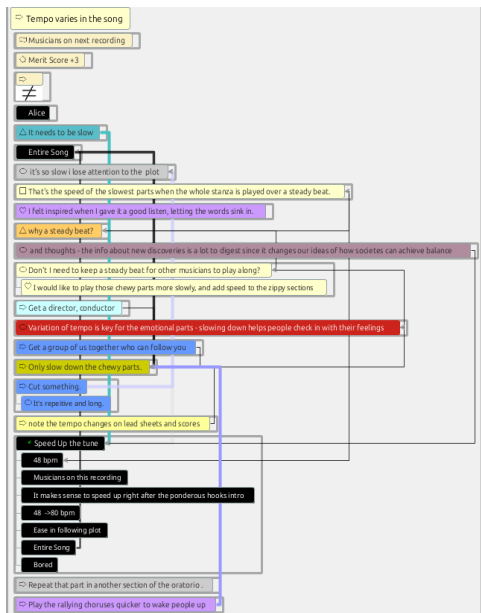 Tempo varies in the song
Musicians on next recording
Merit Score +3
≠
Alice
It needs to be slow
Entire Song
it's so slow i lose attention to the plot
That's the speed of the slowest parts when the whole stanza is played over a steady beat.
I felt inspired when I gave it a good listen, letting the words sink in.
why a steady beat?
and thoughts - the info about new discoveries is a lot to digest since it changes our ideas of how societes can achieve balance
Don't I need to keep a steady beat for other musicians to play along?
I would like to play those chewy parts more slowly, and add speed to the zippy sections
Get a director, conductor
Variation of tempo is key for the emotional parts - slowing down helps people check in with their feelings
Get a group of us together who can follow you
Only slow down the chewy parts.
Cut something.
It's repeitive and long.
note the tempo changes on lead sheets and scores
Speed Up the tune
48 bpm
Musicians on this recording
It makes sense to speed up right after the ponderous hooks intro
48 ->80 bpm
Ease in following plot
Entire Song
Bored
Repeat that part in another section of the oratorio .
Play the rallying choruses quicker to wake people up